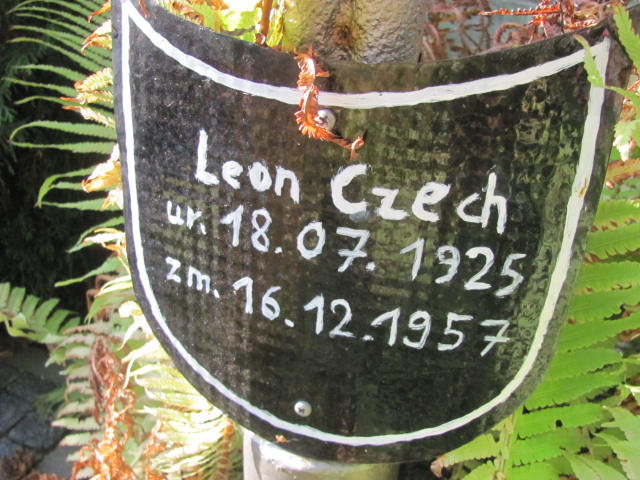 Leon Czech
ur. 18. 07. 1925
zm. 16.12.1957